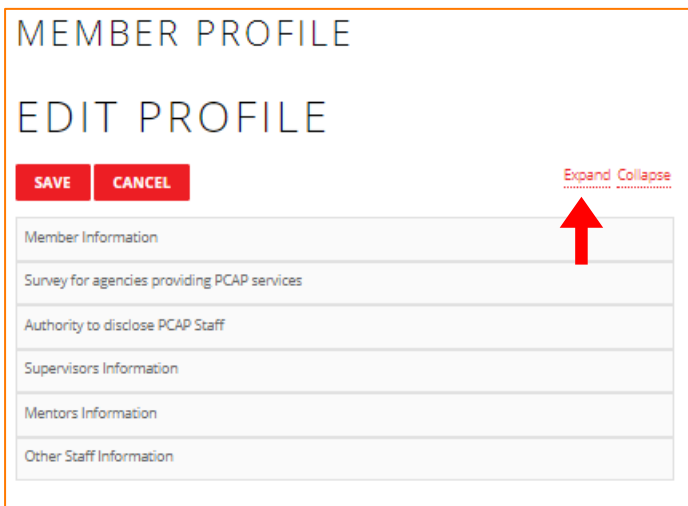 MEMBER PROFILE
EDIT PROFILE
SAVE CANCEL Expand Collapse
Member Information
Survey for agencies providing PCAP services
Authority to disclose PCAP Staff
Supervisors Information
Mentors Information
Other Staff Information